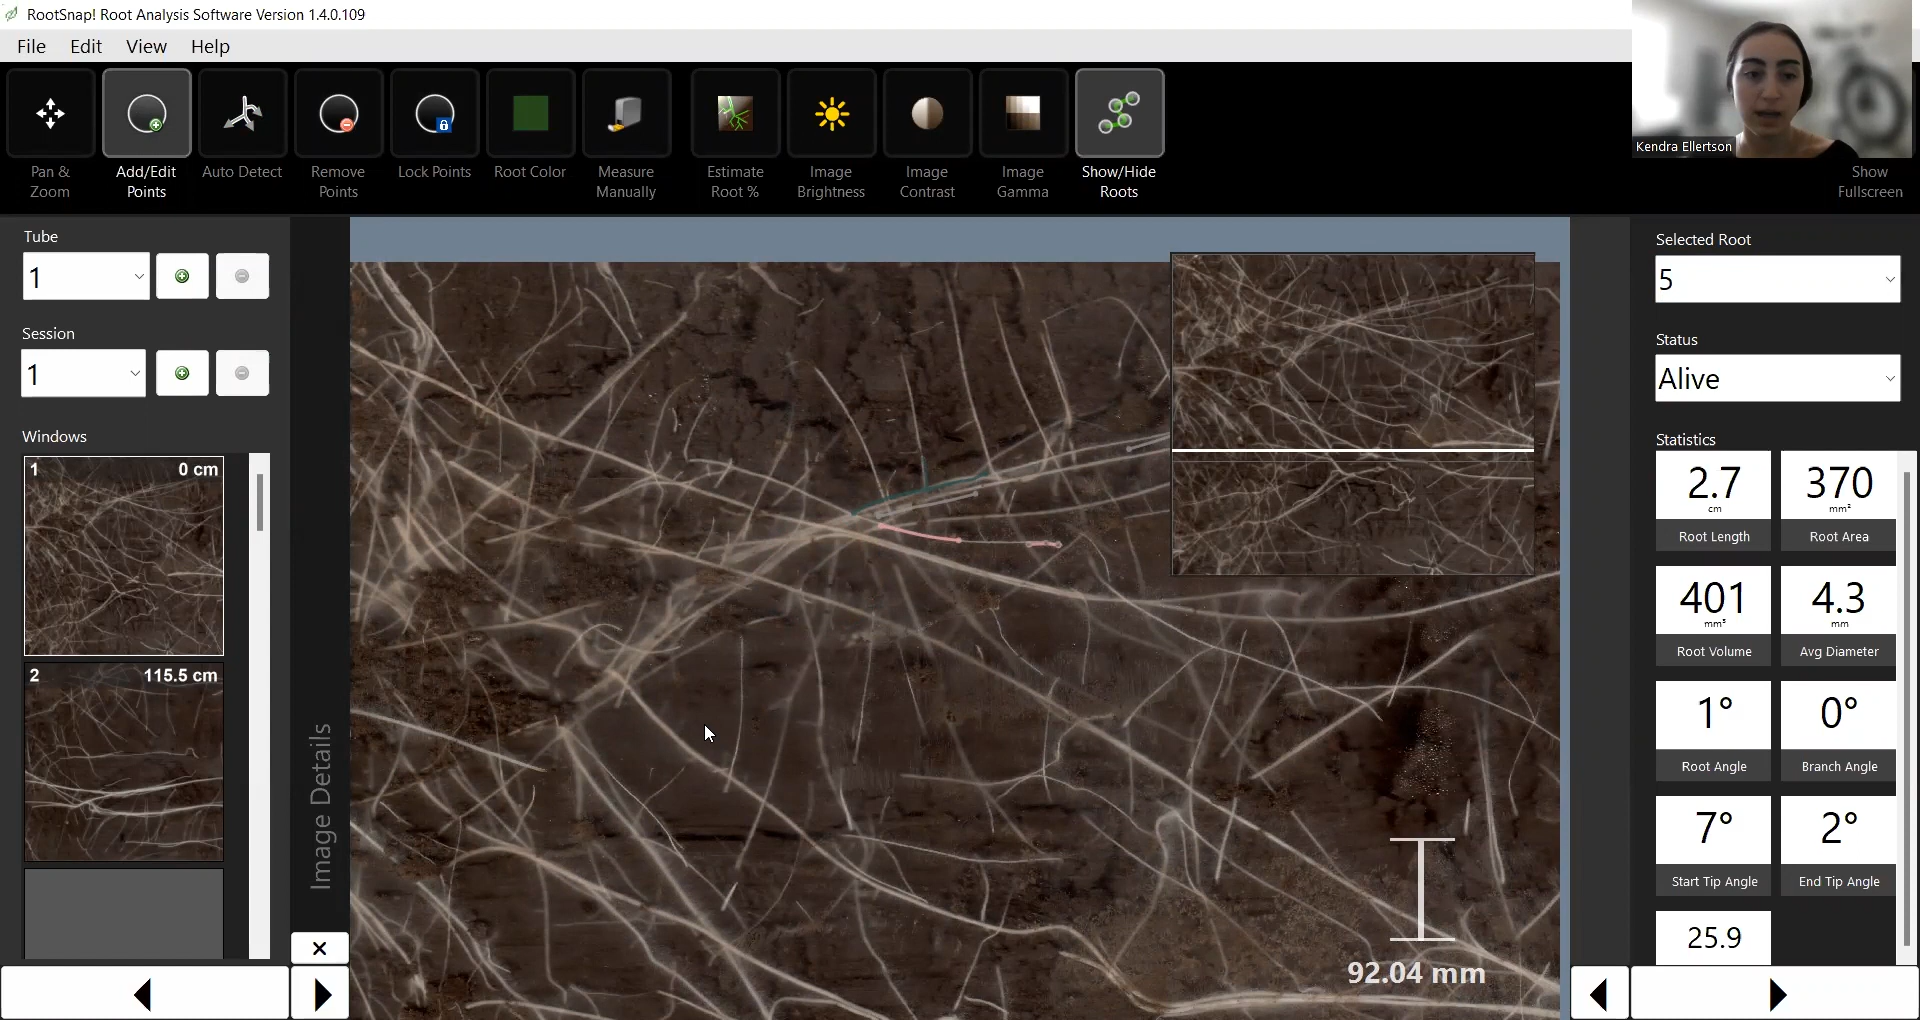 RootSnap! Root Analysis Software Version 1.4.0.109
File Edit View Help
Pan & Zoom
Add/Edit Points
Auto Detect
Remove Points
Lock Points
Root Color
Measure Manually
Estimate Root %
Image Brightness
Image Contrast
Image Gamma
Show/Hide Roots
Kendra Ellertson
Show Fullscreen
Tube
1
Session
1
Windows
1 0 cm
2 115.5 cm
Image Details
92.04 mm
Selected Root
5
Status
Alive
Statistics
2.7
cm
Root Length
370
mm²
Root Area
401
mm³
Root Volume
4.3
mm
Avg Diameter
1°
Root Angle
0°
Branch Angle
7°
Start Tip Angle
2°
End Tip Angle
25.9